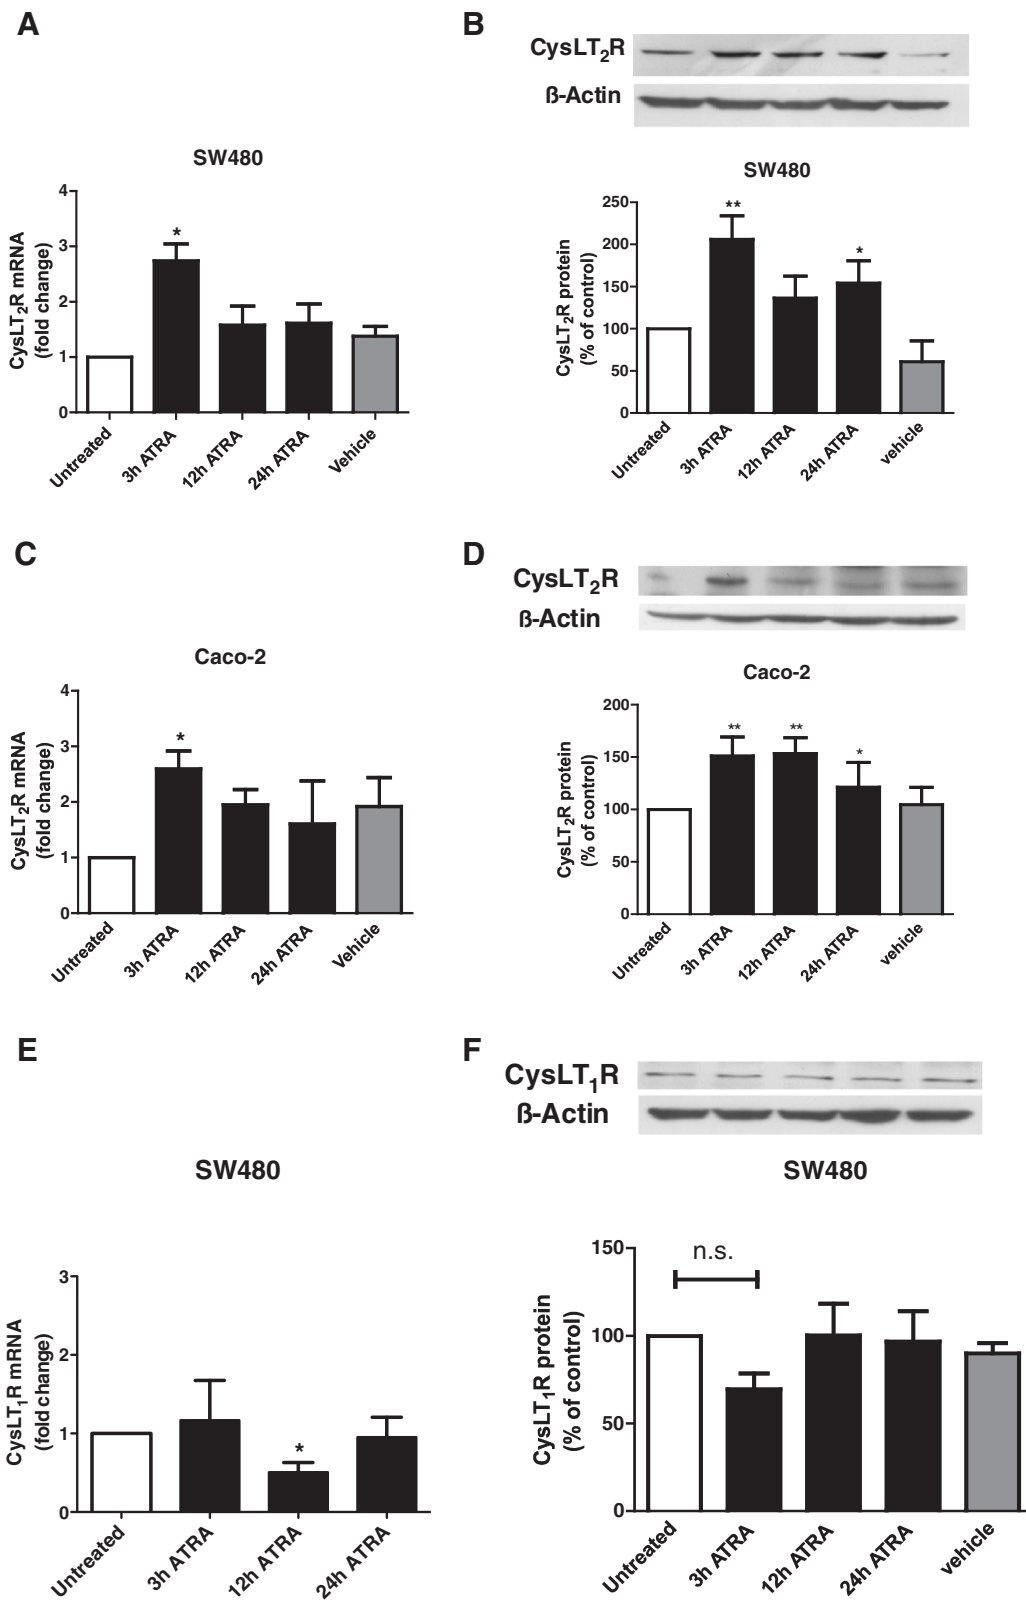 A
SW480
CysLT2R mRNA
(fold change)
4
3
2
1
0
*
Untreated
3h ATRA
12h ATRA
24h ATRA
Vehicle
B
CysLT2R
ß-Actin
SW480
CysLT2R protein
(% of control)
250
200
150
100
50
0
**
*
Untreated
3h ATRA
12h ATRA
24h ATRA
vehicle
C
Caco-2
CysLT2R mRNA
(fold change)
4
3
2
1
0
*
Untreated
3h ATRA
12h ATRA
24h ATRA
Vehicle
D
CysLT2R
ß-Actin
Caco-2
CysLT2R protein
(% of control)
200
150
100
50
0
**
**
*
Untreated
3h ATRA
12h ATRA
24h ATRA
vehicle
E
SW480
CysLT1R mRNA
(fold change)
3
2
1
0
*
Untreated
3h ATRA
12h ATRA
24h ATRA
F
CysLT1R
ß-Actin
SW480
CysLT1R protein
(% of control)
150
100
50
0
n.s.
Untreated
3h ATRA
12h ATRA
24h ATRA
vehicle